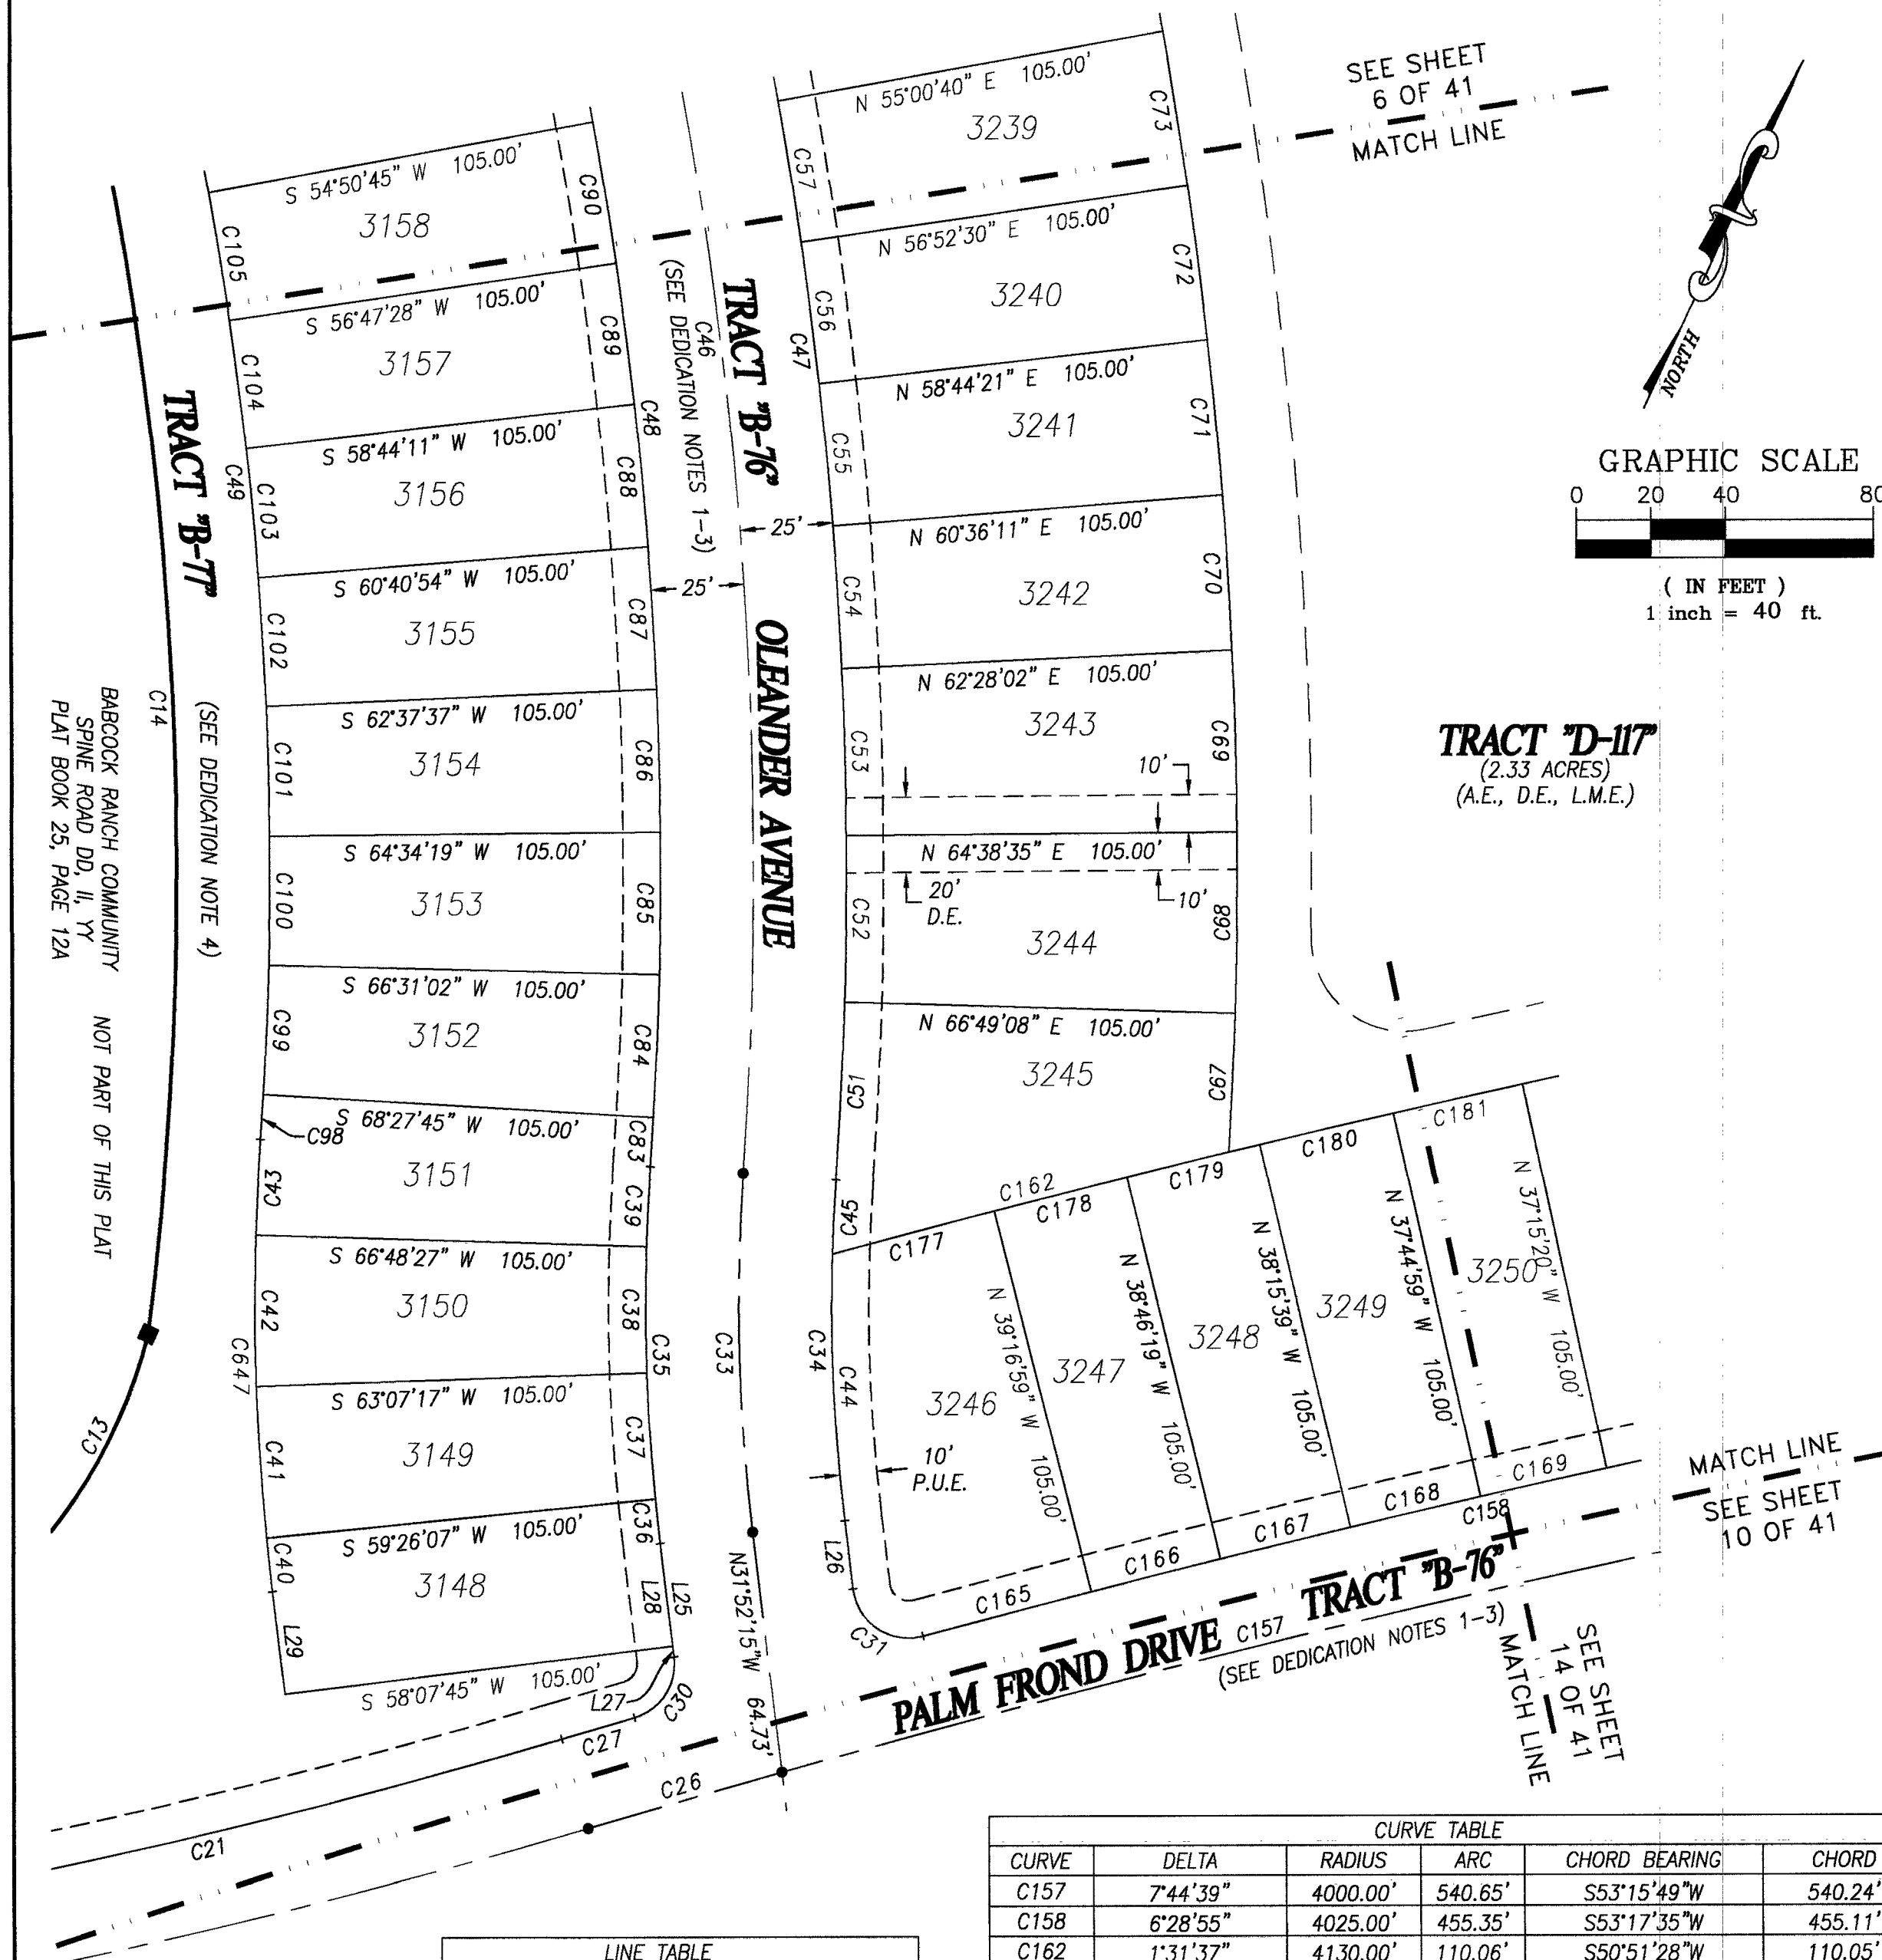 SEE SHEET
6 OF 41
MATCH LINE
N 55°00'40" E 105.00'
3239
C73
C57
S 54°50'45" W 105.00'
3158
C90
C105
N 56°52'30" E 105.00'
3240
C72
C56
C47
S 56°47'28" W 105.00'
3157
C89
C104
C48
C46
(SEE DEDICATION NOTES 1-3)
TRACT "B-76"
N 58°44'21" E 105.00'
3241
C71
C55
S 58°44'11" W 105.00'
3156
C88
C103
C49
TRACT "B-77"
(SEE DEDICATION NOTE 4)
25'
25'
N 60°36'11" E 105.00'
3242
C70
C54
S 60°40'54" W 105.00'
3155
C87
C102
OLEANDER AVENUE
NORTH
GRAPHIC SCALE
0 20 40 80
( IN FEET )
1 inch = 40 ft.
N 62°28'02" E 105.00'
3243
C69
C53
10'
S 62°37'37" W 105.00'
3154
C86
C101
C14
BABCOCK RANCH COMMUNITY
SPINE ROAD DD, II, YY
PLAT BOOK 25, PAGE 12A
NOT PART OF THIS PLAT
TRACT "D-117"
(2.33 ACRES)
(A.E., D.E., L.M.E.)
N 64°38'35" E 105.00'
20'
D.E.
10'
3244
C68
C52
S 64°34'19" W 105.00'
3153
C85
C100
N 66°49'08" E 105.00'
3245
C67
C51
S 66°31'02" W 105.00'
3152
C84
C99
S 68°27'45" W 105.00'
C98
3151
C83
C39
C43
C45
C162
C177
C178
C179
C180
C181
S 66°48'27" W 105.00'
3150
C38
C42
C35
C33
C34
C44
C647
N 39°16'59" W 105.00'
N 38°46'19" W 105.00'
N 38°15'39" W 105.00'
N 37°44'59" W 105.00'
N 37°15'20" W 105.00'
3246
3247
3248
3249
3250
S 63°07'17" W 105.00'
3149
C37
C41
C13
10'
P.U.E.
S 59°26'07" W 105.00'
3148
C36
C40
L28
L25
L29
L26
N31°52'15"W 64.73'
S 58°07'45" W 105.00'
L27
C30
C31
C27
C26
C21
C165
C166
C167
C168
C158
C169
MATCH LINE
SEE SHEET
10 OF 41
PALM FROND DRIVE
C157
TRACT "B-76"
(SEE DEDICATION NOTES 1-3)
MATCH LINE
SEE SHEET
14 OF 41
LINE TABLE
CURVE TABLE
CURVE DELTA RADIUS ARC CHORD BEARING CHORD
C157 7°44'39" 4000.00' 540.65' S53°15'49"W 540.24'
C158 6°28'55" 4025.00' 455.35' S53°17'35"W 455.11'
C162 1°31'37" 4130.00' 110.06' S50°51'28"W 110.05'